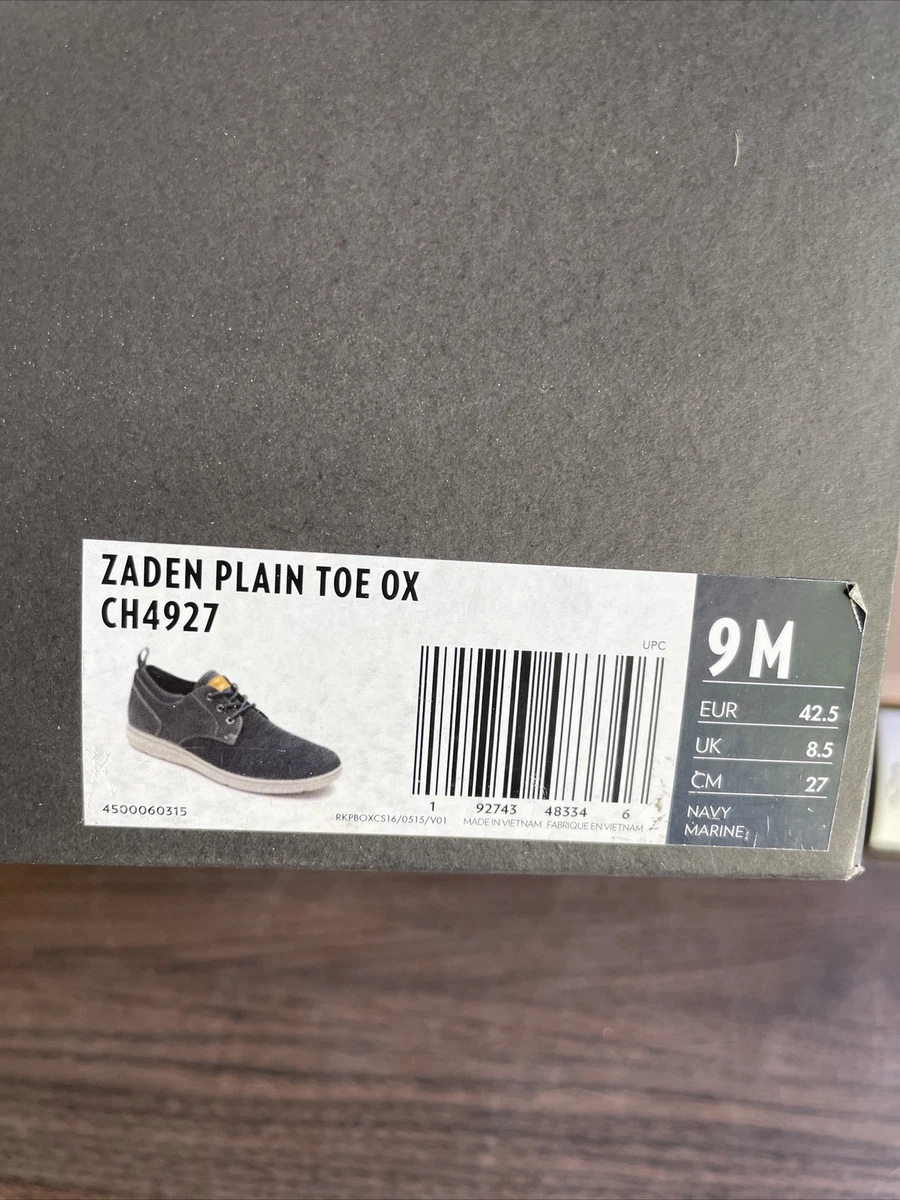 ZADEN PLAIN TOE OX
CH4927
UPC
1 92743 48334 6
4500060315
RKPBOXCS16/0515/V01
MADE IN VIETNAM FABRIQUE EN VIETNAM
9 M
EUR 42.5
UK 8.5
CM 27
NAVY
MARINE